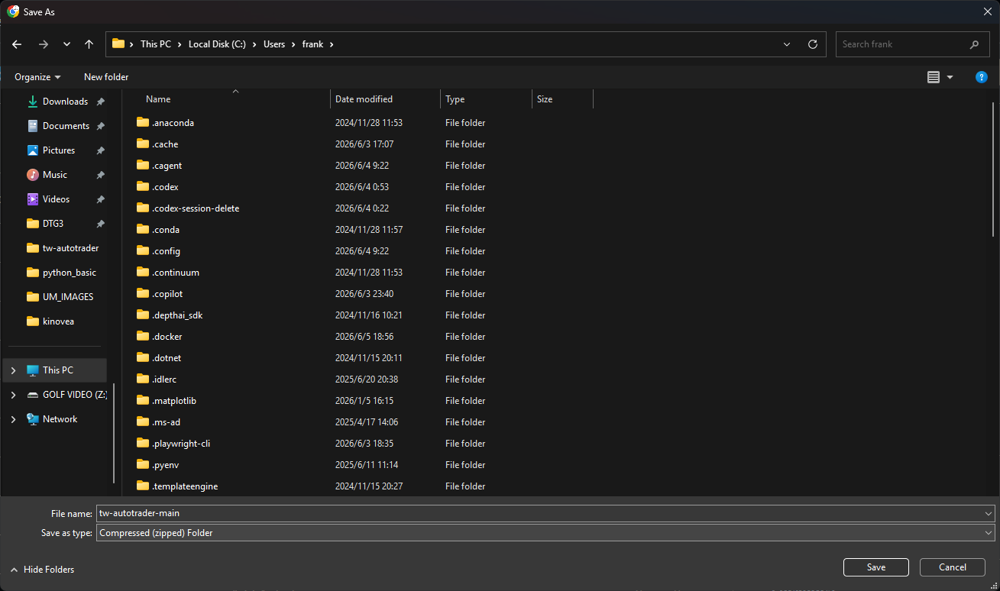 Save As
This PC Local Disk (C:) Users frank
Search frank
Organize New folder
Name Date modified Type Size
Downloads
Documents
Pictures
Music
Videos
DTG3
tw-autotrader
python_basic
UM_IMAGES
kinovea
This PC
GOLF VIDEO (Z:)
Network
.anaconda 2024/11/28 11:53 File folder
.cache 2026/6/3 17:07 File folder
.cagent 2026/6/4 9:22 File folder
.codex 2026/6/4 0:53 File folder
.codex-session-delete 2026/6/4 0:22 File folder
.conda 2024/11/28 11:57 File folder
.config 2026/6/4 9:22 File folder
.continuum 2024/11/28 11:53 File folder
.copilot 2026/6/3 23:40 File folder
.depthai_sdk 2024/11/16 10:21 File folder
.docker 2026/6/5 18:56 File folder
.dotnet 2024/11/15 20:11 File folder
.idlerc 2025/6/20 20:38 File folder
.matplotlib 2026/1/5 16:15 File folder
.ms-ad 2025/4/17 14:06 File folder
.playwright-cli 2026/6/3 18:35 File folder
.pyenv 2025/6/11 11:14 File folder
.templateengine 2024/11/15 20:27 File folder
File name: tw-autotrader-main
Save as type: Compressed (zipped) Folder
Hide Folders
Save Cancel